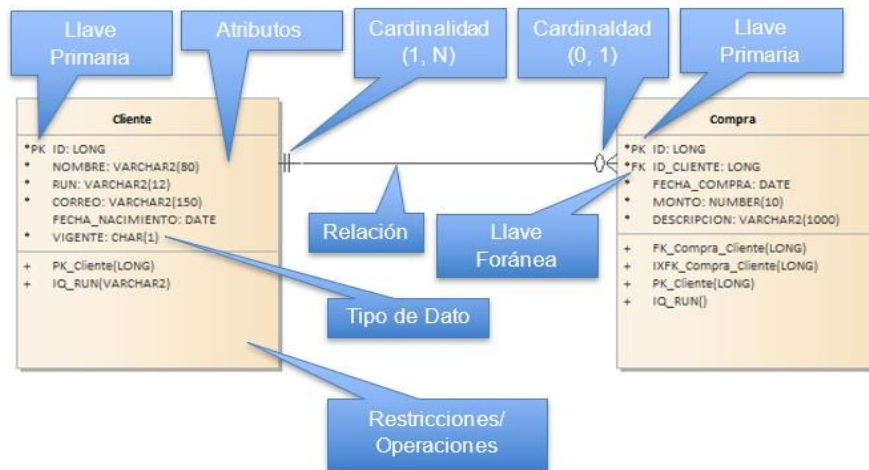 Llave
Primaria
Atributos
Cardinalidad
(1, N)
Cardinaldad
(0, 1)
Llave
Primaria
Cliente
*PK ID: LONG
* NOMBRE: VARCHAR2(80)
* RUN: VARCHAR2(12)
* CORREO: VARCHAR2(150)
FECHA_NACIMIENTO: DATE
* VIGENTE: CHAR(1)
+ PK_Cliente(LONG)
+ IQ_RUN(VARCHAR2)
Relación
Llave
Foránea
Tipo de Dato
Restricciones/
Operaciones
Compra
*PK ID: LONG
*FK ID_CLIENTE: LONG
* FECHA_COMPRA: DATE
* MONTO: NUMBER(10)
* DESCRIPCION: VARCHAR2(1000)
+ FK_Compra_Cliente(LONG)
+ IXFK_Compra_Cliente(LONG)
+ PK_Cliente(LONG)
+ IQ_RUN()